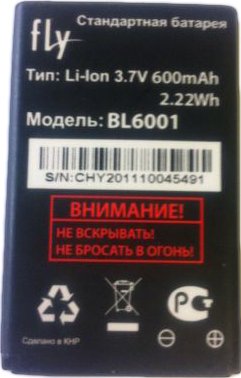 Стандартная батарея
fly
Тип: Li-Ion 3.7V 600mAh
2.22Wh
Модель: BL6001
S/N:CHY201110045491
ВНИМАНИЕ!
НЕ ВСКРЫВАТЬ!
НЕ БРОСАТЬ В ОГОНЬ!
Сделано в КНР